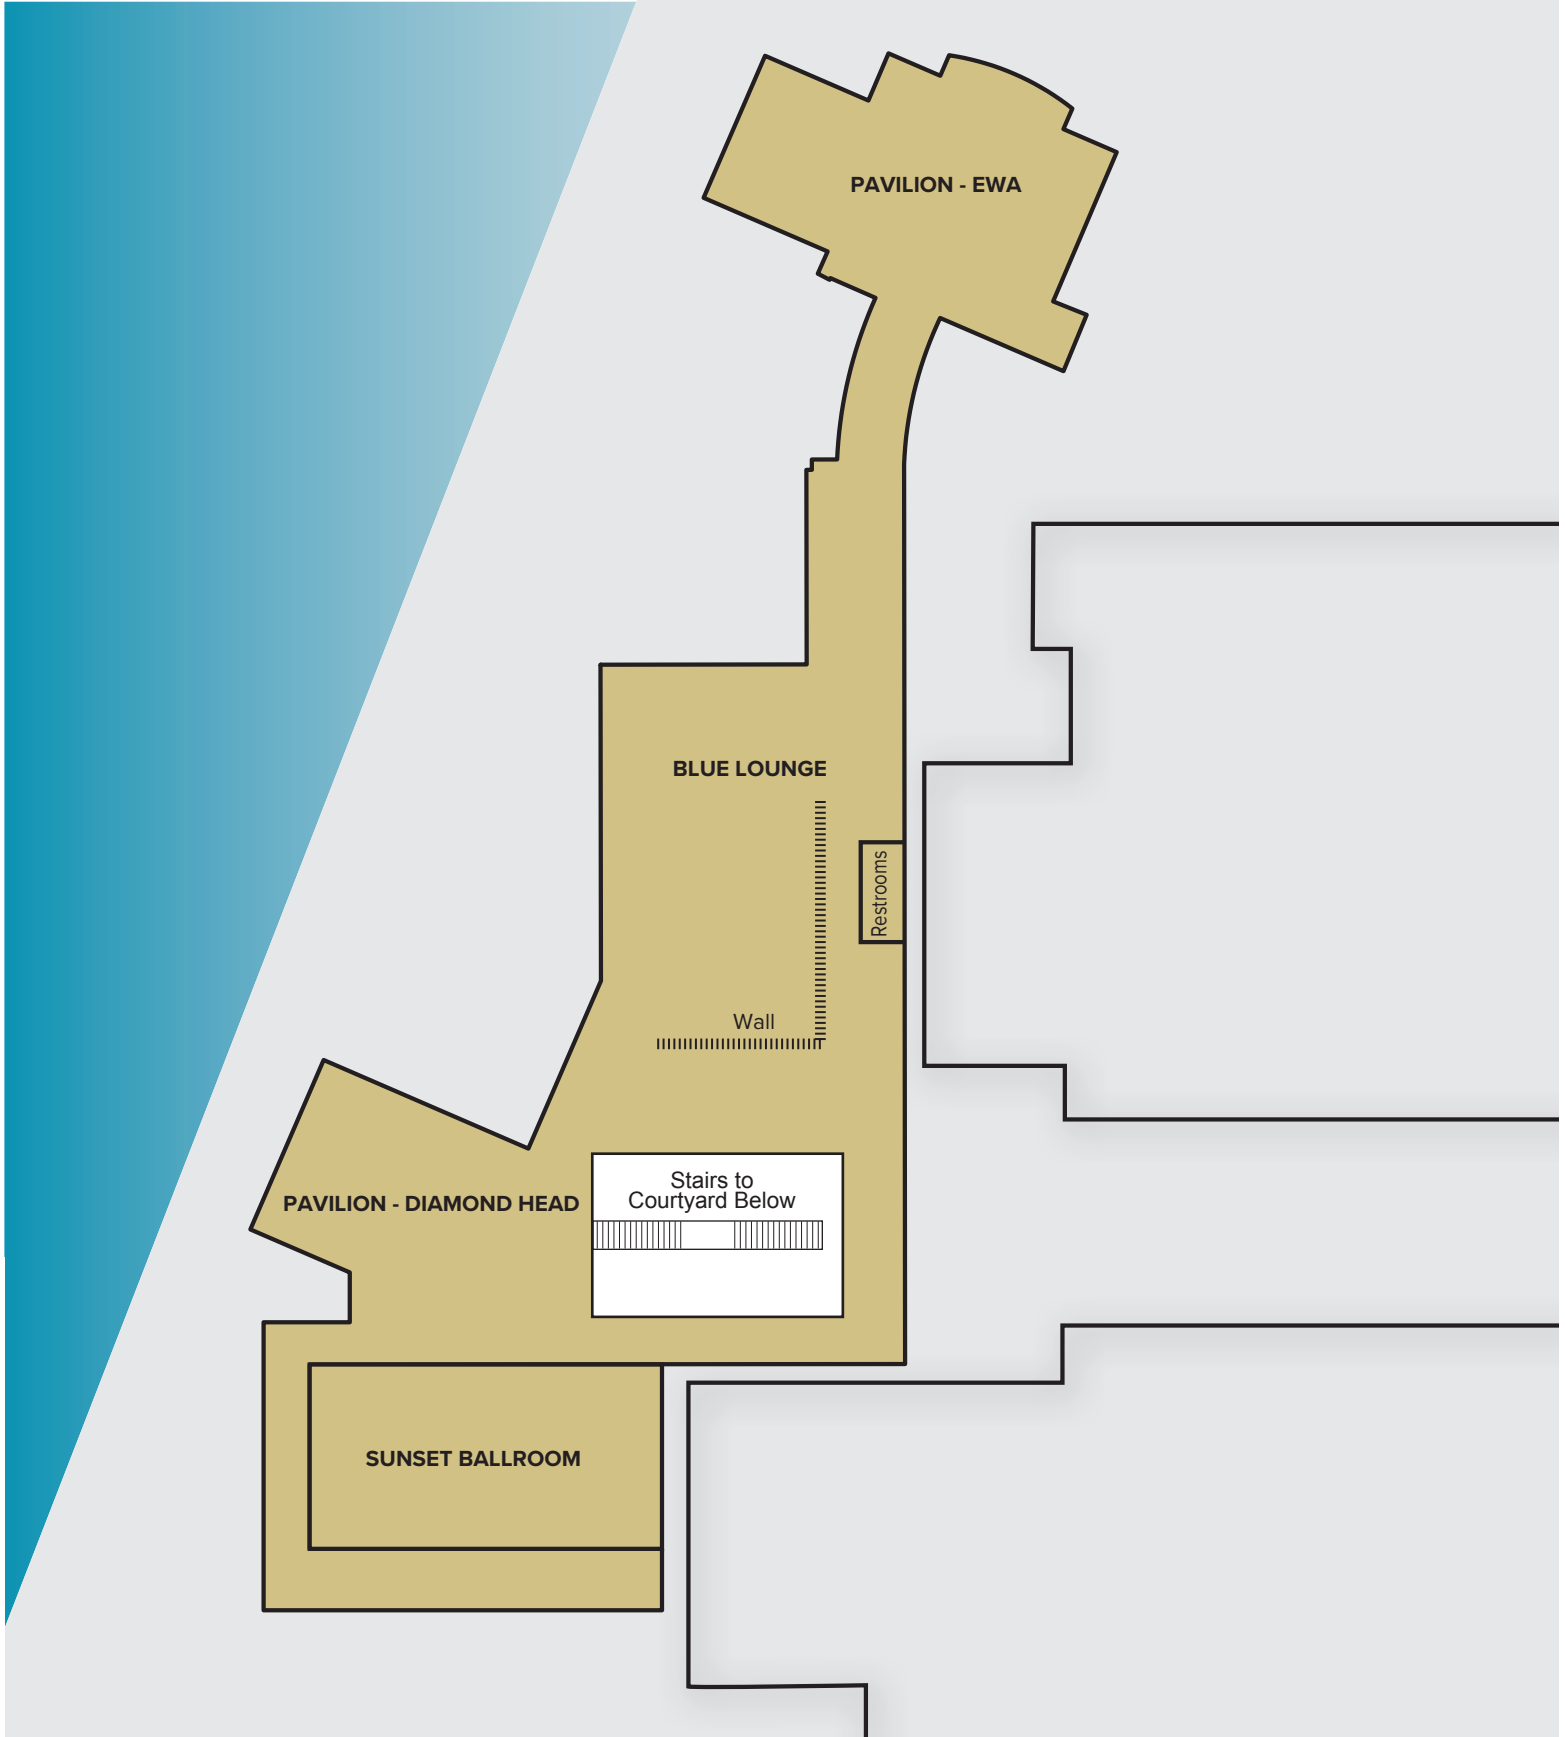 PAVILION - EWA
BLUE LOUNGE
Restrooms
Wall
Stairs to
Courtyard Below
PAVILION - DIAMOND HEAD
SUNSET BALLROOM